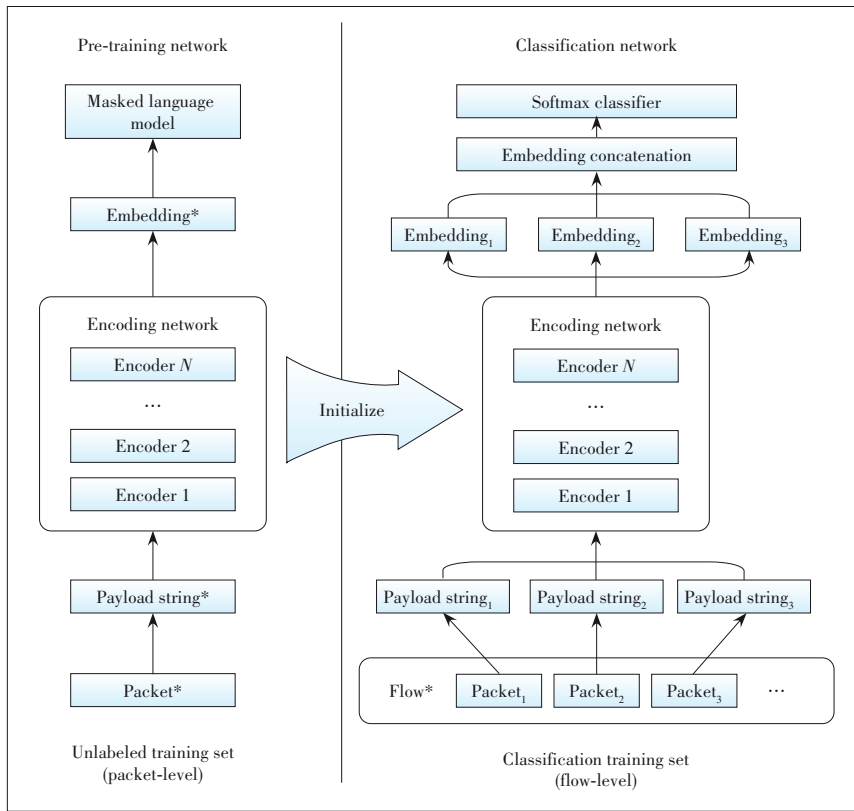 Pre-training network
Masked language
model
Embedding*
Encoding network
Encoder N
...
Encoder 2
Encoder 1
Payload string*
Packet*
Unlabeled training set
(packet-level)
Initialize
Classification network
Softmax classifier
Embedding concatenation
Embedding₁ Embedding₂ Embedding₃
Encoding network
Encoder N
...
Encoder 2
Encoder 1
Payload string₁ Payload string₂ Payload string₃
Flow* Packet₁ Packet₂ Packet₃ ...
Classification training set
(flow-level)